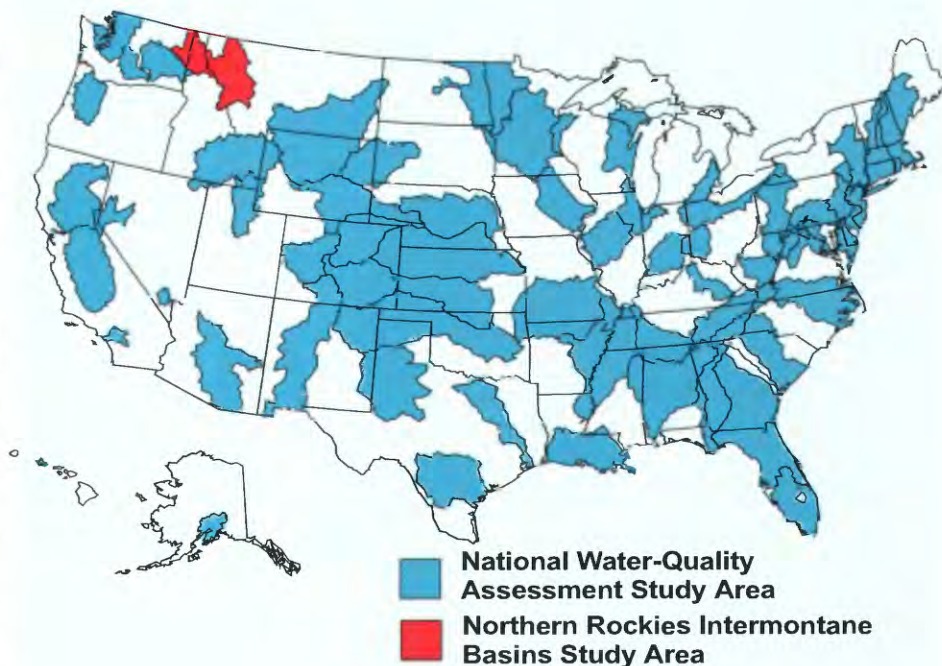 National Water-Quality
Assessment Study Area
Northern Rockies Intermontane
Basins Study Area